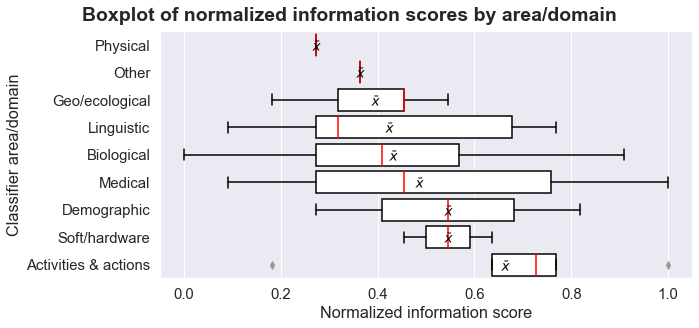 Boxplot of normalized information scores by area/domain
Classifier area/domain
Physical
x̄
Other
x̄
Geo/ecological
x̄
Linguistic
x̄
Biological
x̄
Medical
x̄
Demographic
x̄
Soft/hardware
x̄
Activities & actions
x̄
0.0 0.2 0.4 0.6 0.8 1.0
Normalized information score